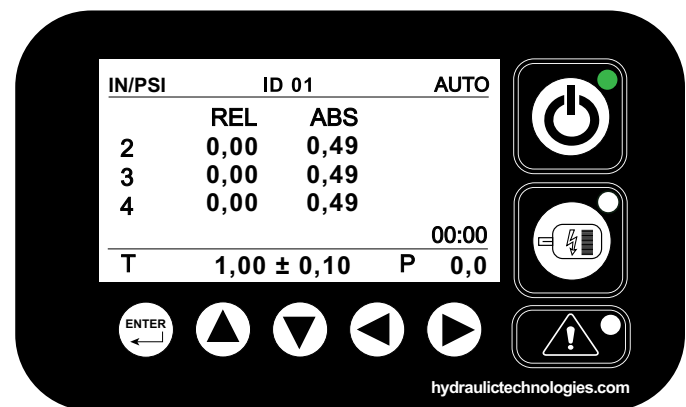 IN/PSI ID 01 AUTO
REL ABS
2 0,00 0,49
3 0,00 0,49
4 0,00 0,49
00:00
T 1,00 ± 0,10 P 0,0
ENTER
hydraulictechnologies.com